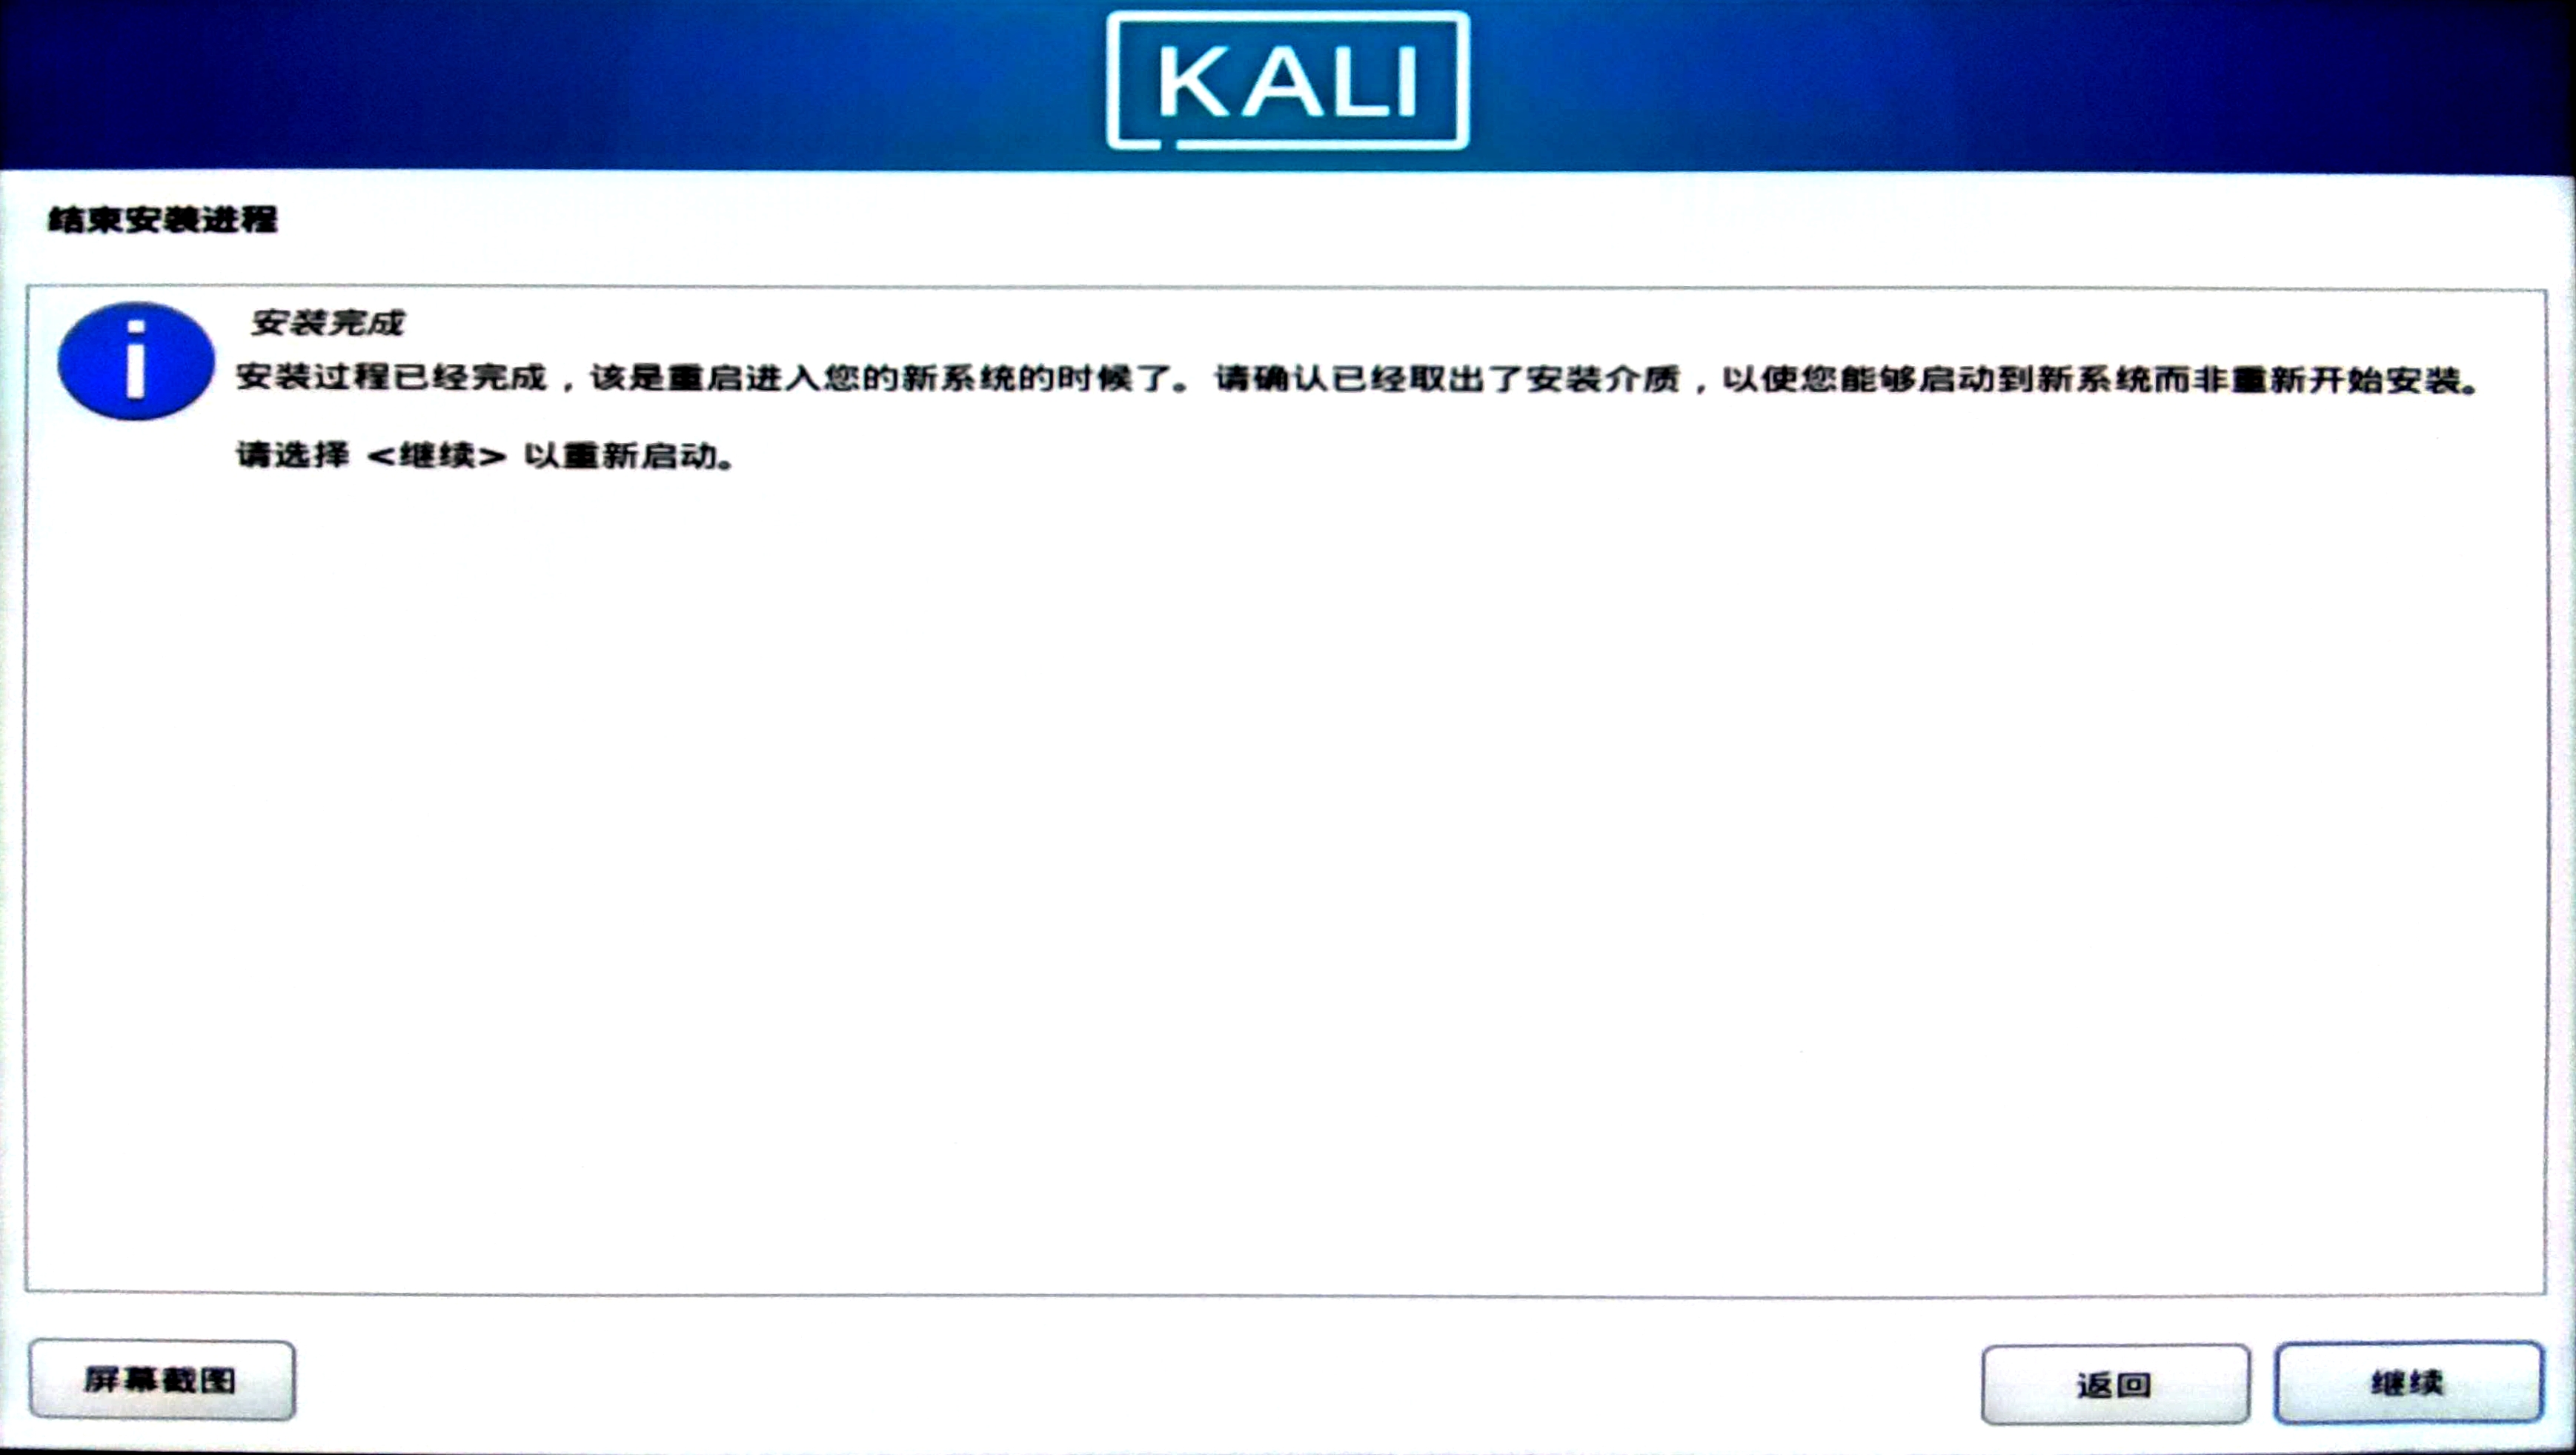 KALI
结束安装进程
安装完成
安装过程已经完成，该是重启进入您的新系统的时候了。请确认已经取出了安装介质，以使您能够启动到新系统而非重新开始安装。
请选择 <继续> 以重新启动。
屏幕截图
返回
继续